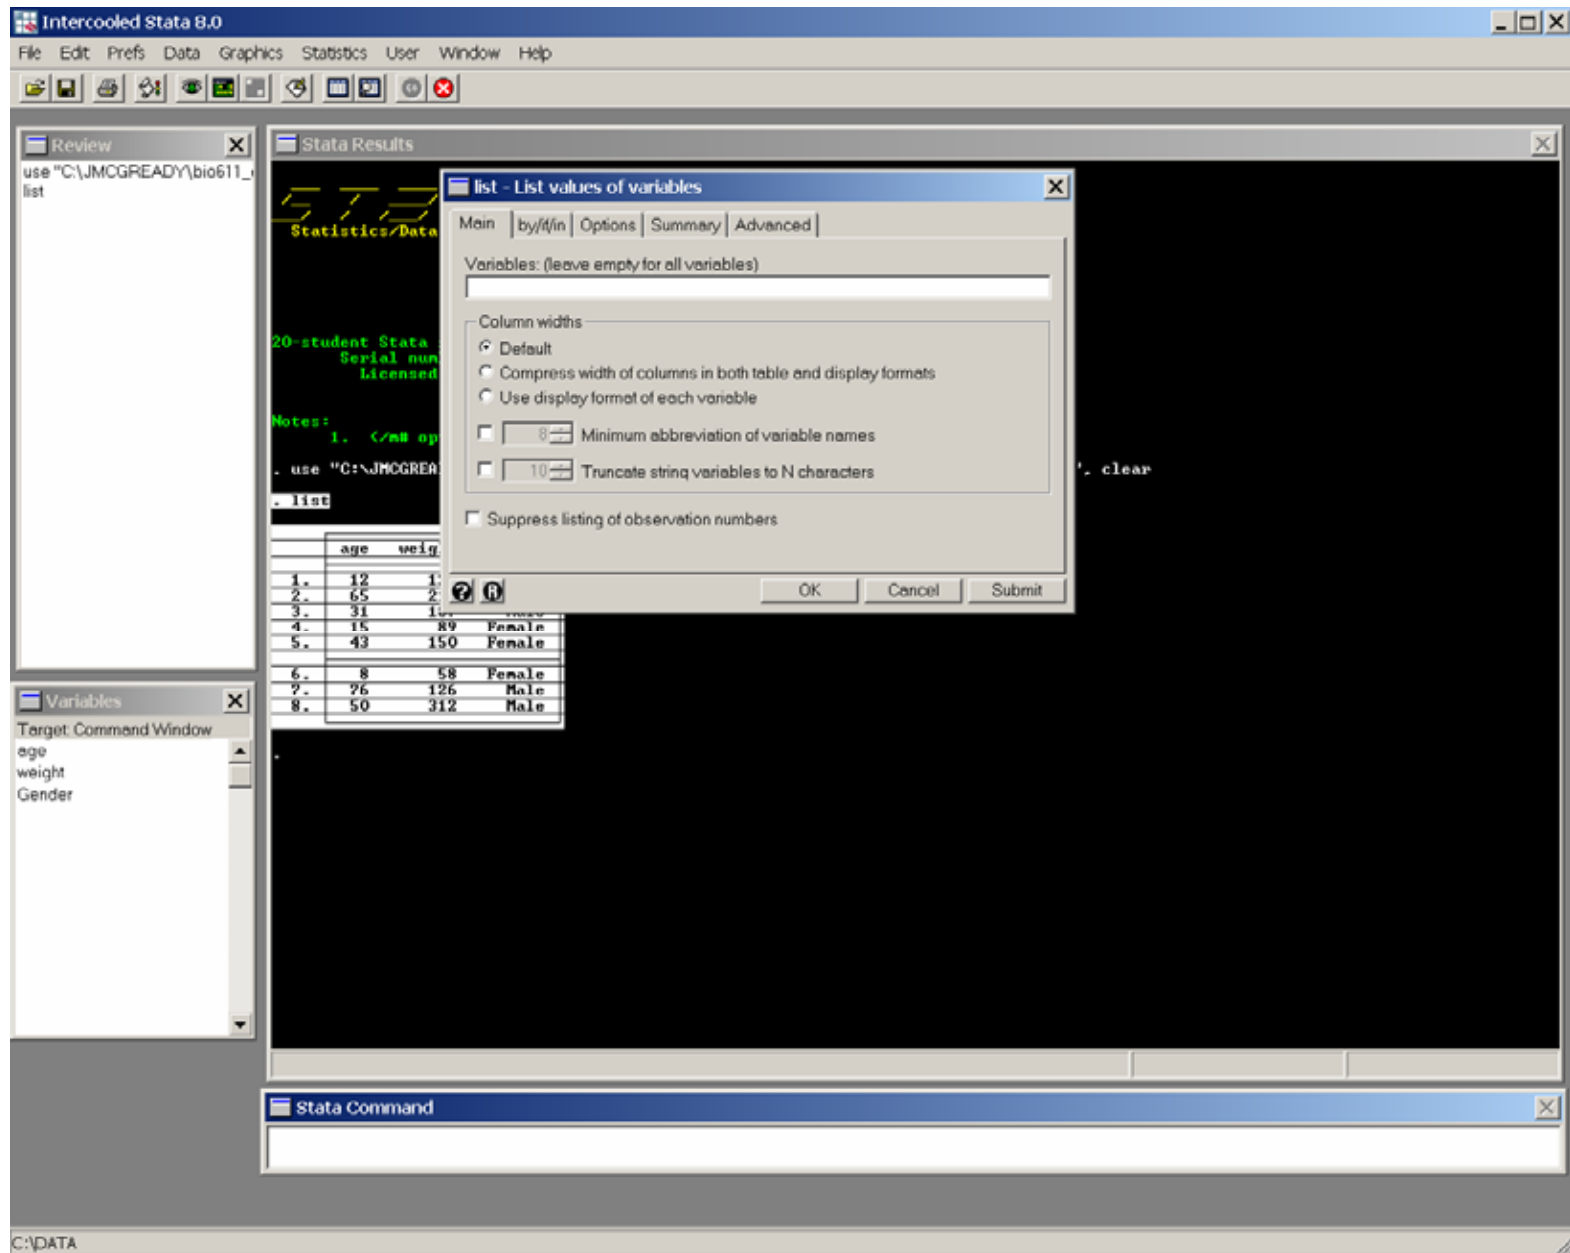 Intercooled Stata 8.0
File Edit Prefs Data Graphics Statistics User Window Help
Review
use "C:\JMCGREADY\bio611_
list
Variables
Target: Command Window
age
weight
Gender
Stata Results
Statistics/Data
20-student Stata
Serial num
Licensed
Notes:
1. (/m# op
. use "C:\JMCGREA ", clear
. list
age weig
1. 12
2. 65
3. 31
4. 15 89 Female
5. 43 150 Female
6. 8 58 Female
7. 76 126 Male
8. 50 312 Male
.
list - List values of variables
Main by/if/in Options Summary Advanced
Variables: (leave empty for all variables)
Column widths
Default
Compress width of columns in both table and display formats
Use display format of each variable
8 Minimum abbreviation of variable names
10 Truncate string variables to N characters
Suppress listing of observation numbers
OK Cancel Submit
Stata Command
C:\DATA